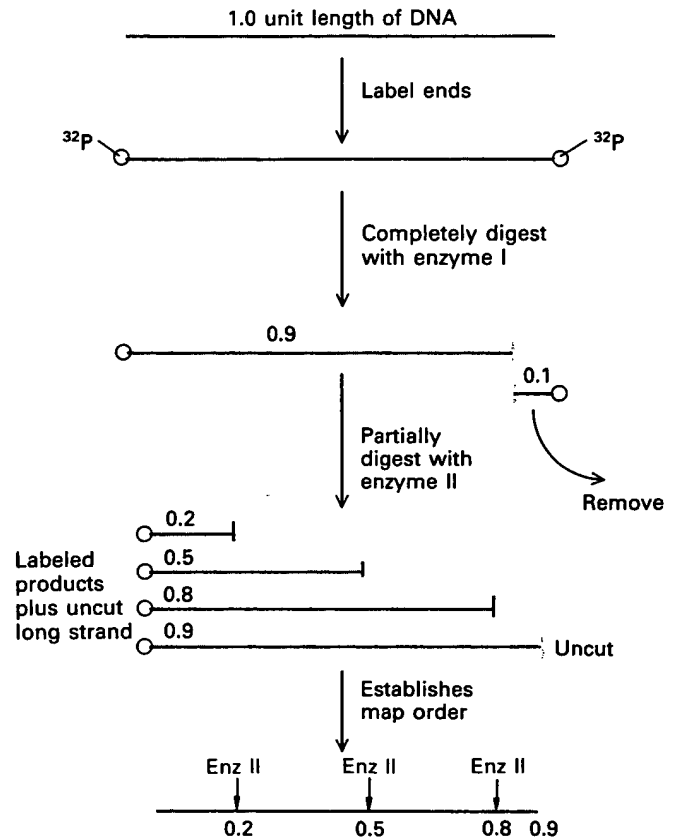 1.0 unit length of DNA
Label ends
³²P
³²P
Completely digest
with enzyme I
0.9
0.1
Partially
digest with
enzyme II
Remove
0.2
0.5
0.8
0.9
Labeled
products
plus uncut
long strand
Uncut
Establishes
map order
Enz II
Enz II
Enz II
0.2
0.5
0.8
0.9